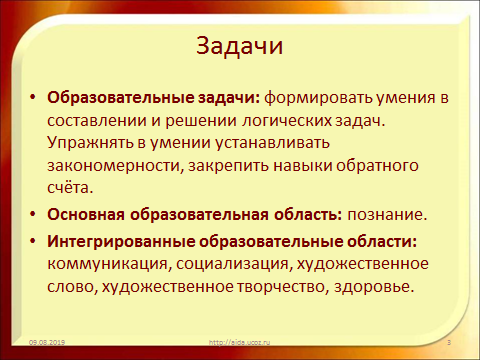 Задачи
• Образовательные задачи: формировать умения в
составлении и решении логических задач.
Упражнять в умении устанавливать
закономерности, закрепить навыки обратного
счёта.
• Основная образовательная область: познание.
• Интегрированные образовательные области:
коммуникация, социализация, художественное
слово, художественное творчество, здоровье.
09.08.2019 http://aida.ucoz.ru 3